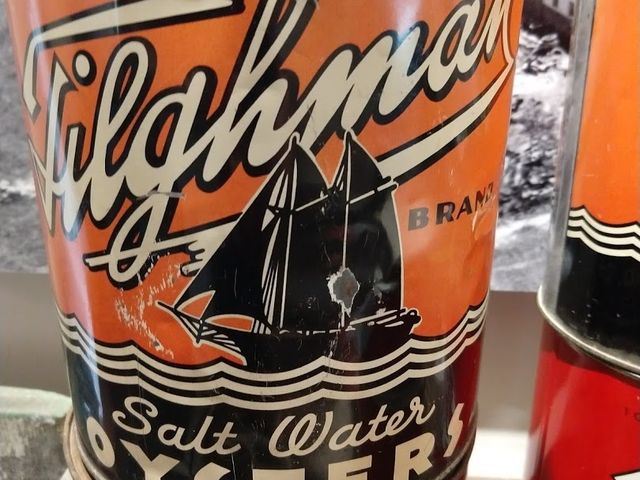 Tilghman
BRAND
Salt Water
OYSTERS